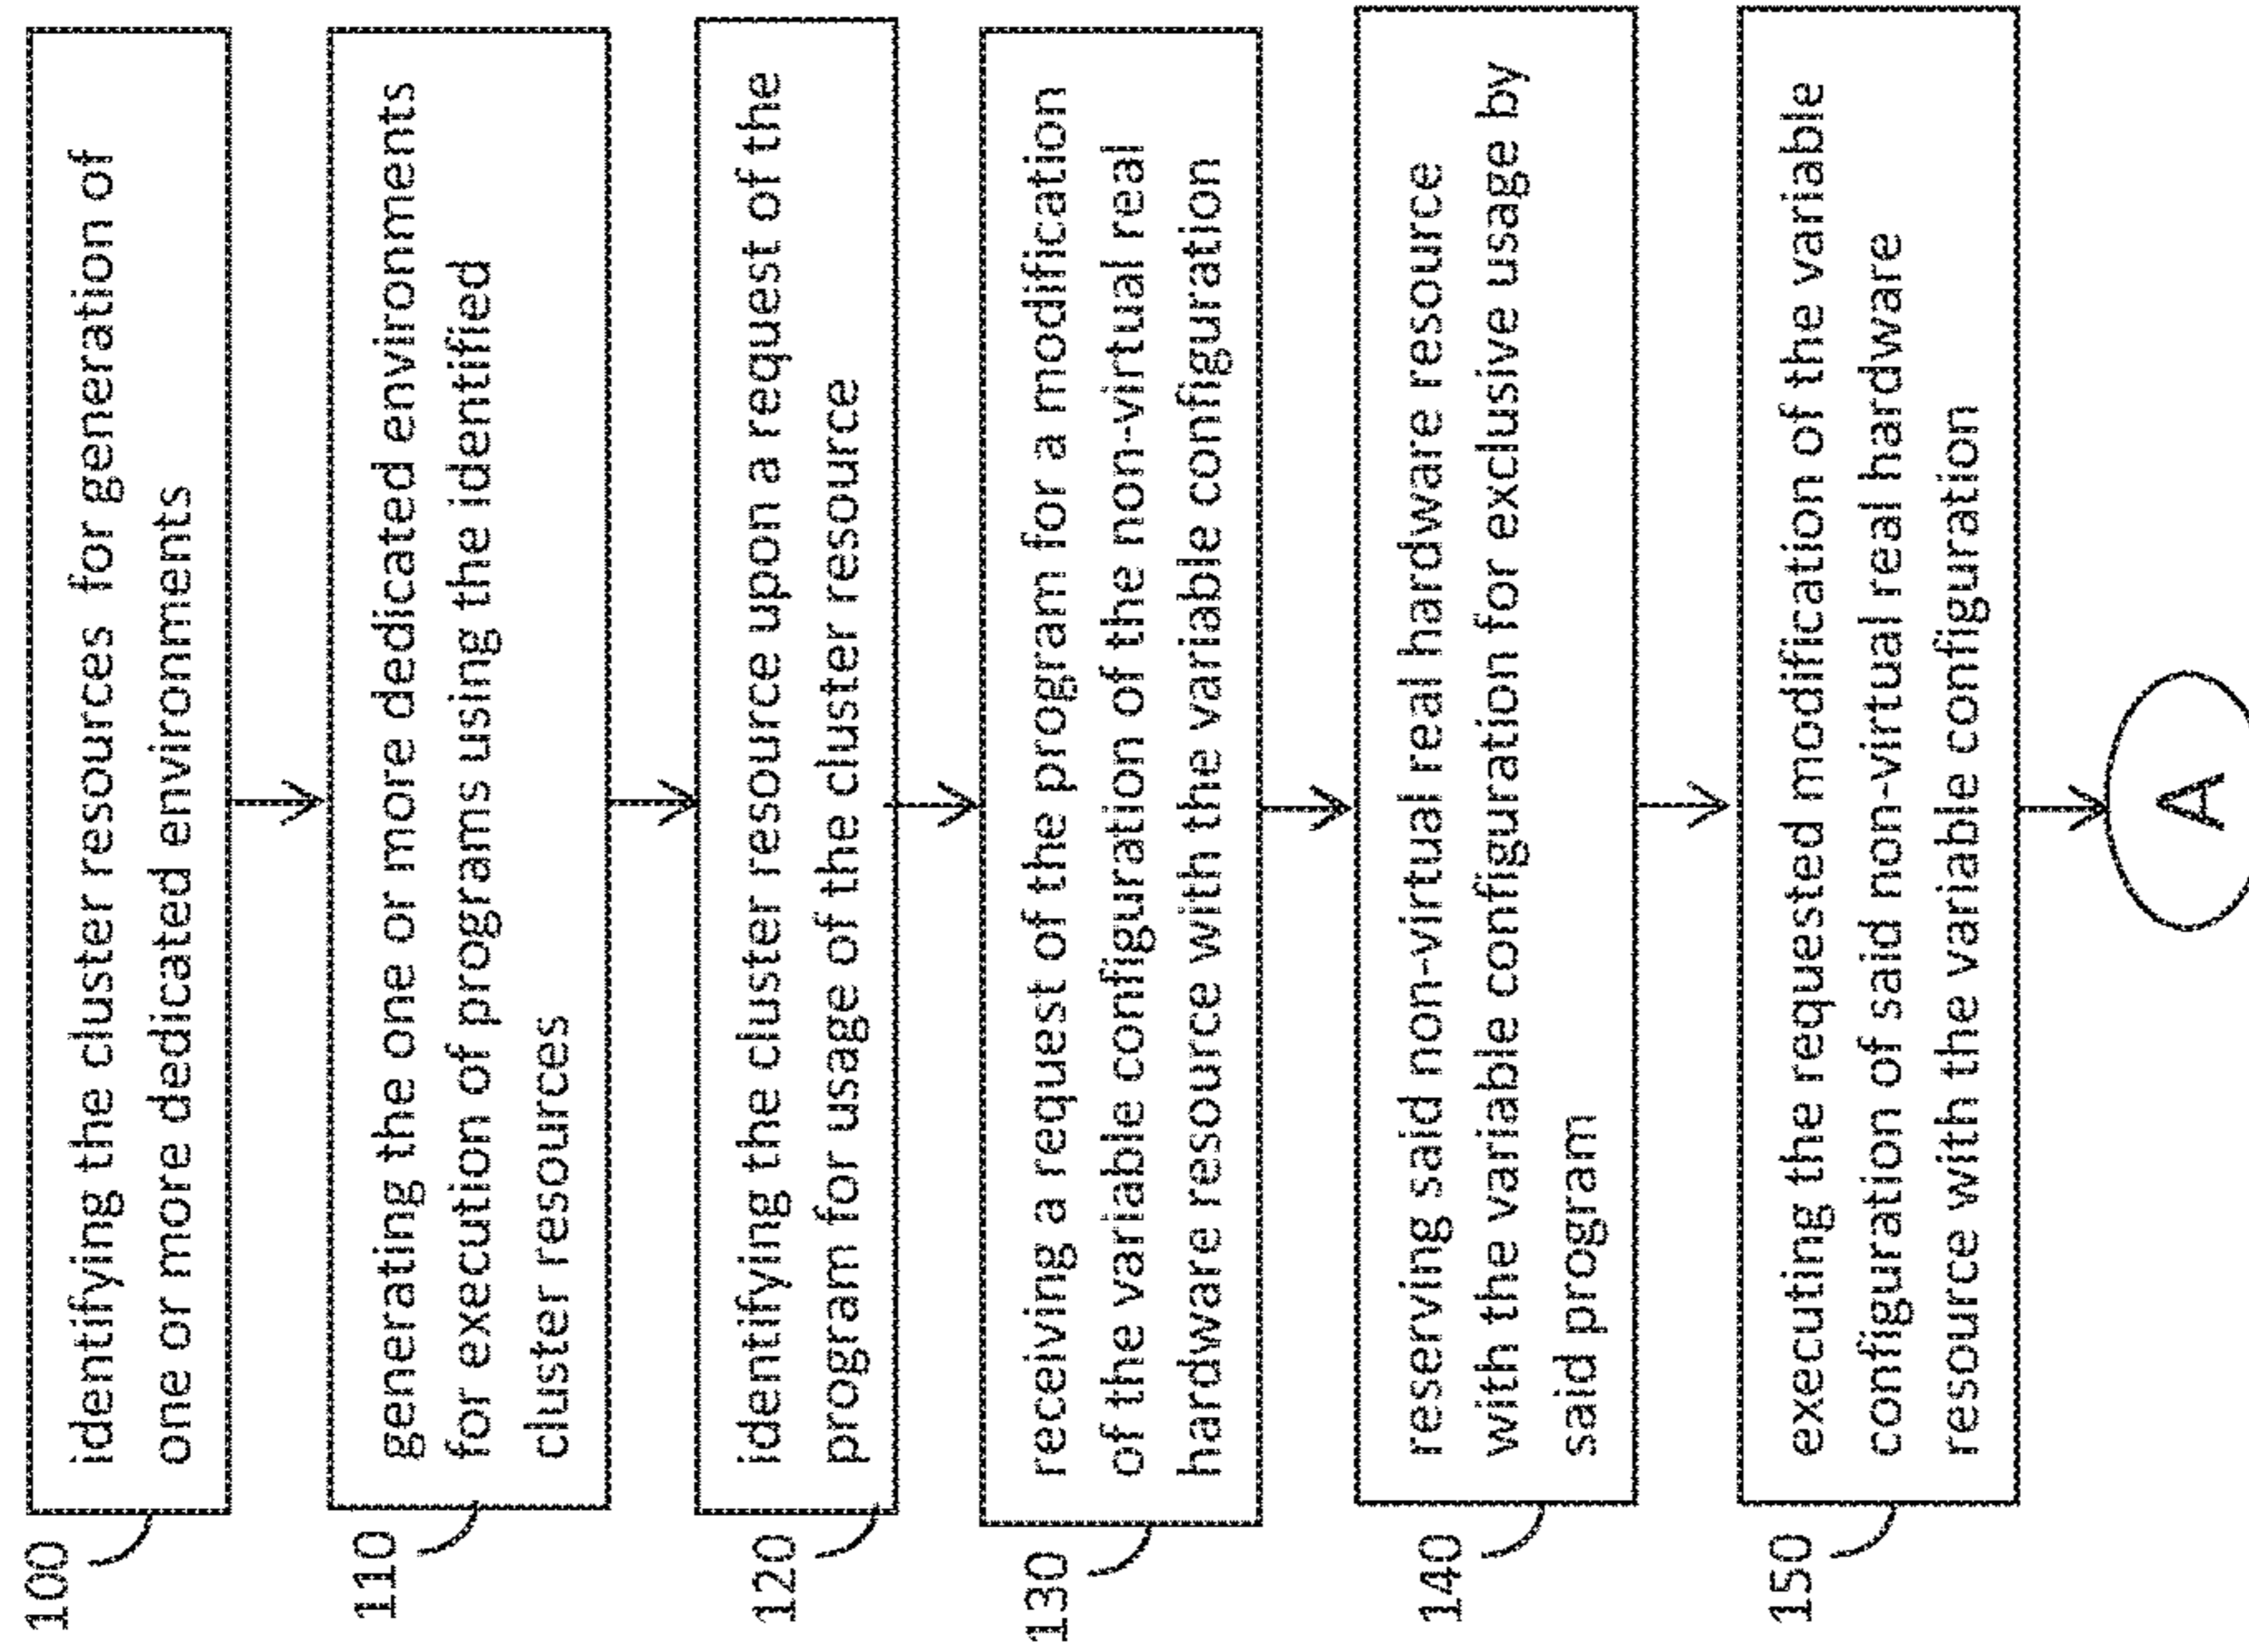 100
identifying the cluster resources for generation of
one or more dedicated environments
110
generating the one or more dedicated environments
for execution of programs using the identified
cluster resources
120
identifying the cluster resource upon a request of the
program for usage of the cluster resource
130
receiving a request of the program for a modification
of the variable configuration of the non-virtual real
hardware resource with the variable configuration
140
reserving said non-virtual real hardware resource
with the variable configuration for exclusive usage by
said program
150
executing the requested modification of the variable
configuration of said non-virtual real hardware
resource with the variable configuration
A